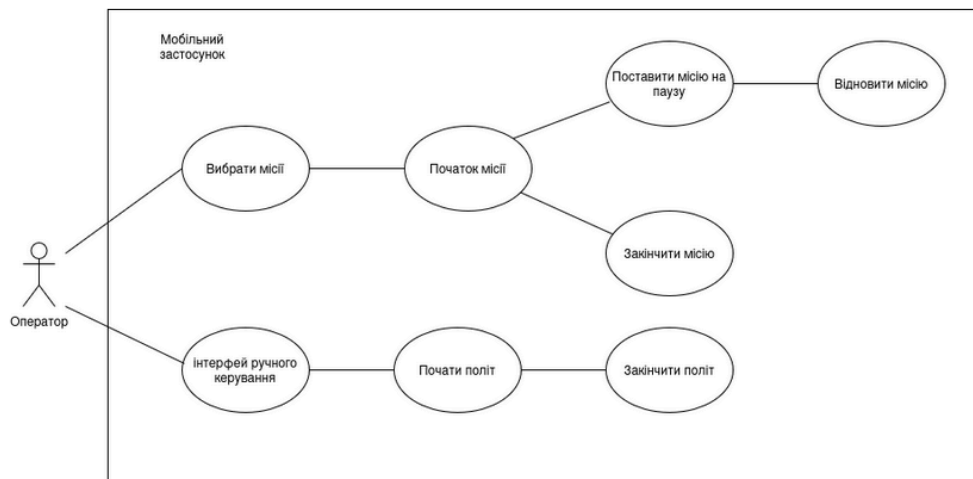 Мобільний
застосунок
Поставити місію на
паузу
Відновити місію
Вибрати місії
Початок місії
Закінчити місію
Оператор
інтерфей ручного
керування
Почати політ
Закінчити політ